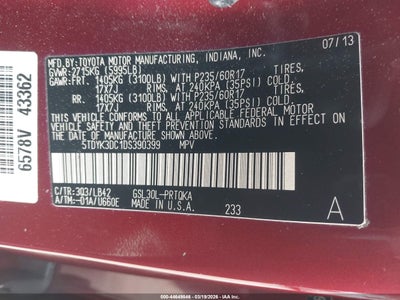 MFD.BY:TOYOTA MOTOR MANUFACTURING, INDIANA, INC.
07/13
GVWR:2715KG (5995LB)
GAWR:FRT. 1405KG (3100LB) WITH P235/60R17 TIRES,
17X7J RIMS, AT 240KPA (35PSI) COLD.
RR. 1405KG (3100LB) WITH P235/60R17 TIRES,
17X7J RIMS, AT 240KPA (35PSI) COLD.
THIS VEHICLE CONFORMS TO ALL APPLICABLE FEDERAL MOTOR
VEHICLE SAFETY AND THEFT PREVENTION STANDARDS IN EFFECT ON
THE DATE OF MANUFACTURE SHOWN ABOVE.
5TDYK3DC1DS390399 MPV
C/TR:3Q3/LB42 GSL30L-PRTQKA
A/TM:-01A/U660E MADE IN U.S.A. 233
A
6578V 43362
500-44649048 - 03/19/2026 - IAA Inc.